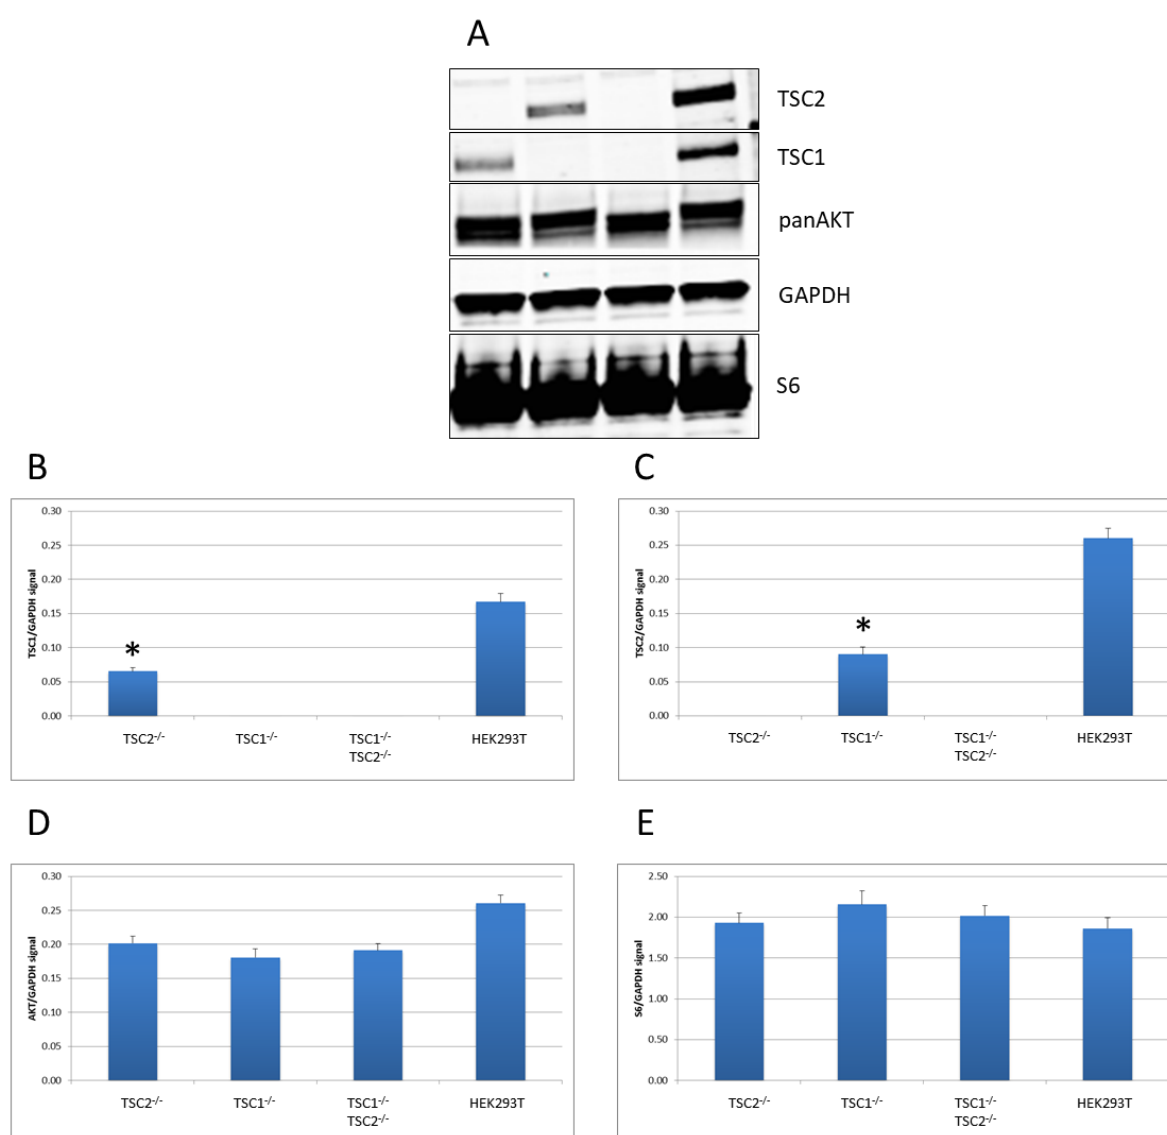 A
TSC2
TSC1
panAKT
GAPDH
S6
B
TSC1/GAPDH signal
0.30
0.25
0.20
0.15
0.10
0.05
0.00
*
TSC2-/-
TSC1-/-
TSC1-/-
TSC2-/-
HEK293T
C
TSC2/GAPDH signal
0.30
0.25
0.20
0.15
0.10
0.05
0.00
*
TSC2-/-
TSC1-/-
TSC1-/-
TSC2-/-
HEK293T
D
AKT/GAPDH signal
0.30
0.25
0.20
0.15
0.10
0.05
0.00
TSC2-/-
TSC1-/-
TSC1-/-
TSC2-/-
HEK293T
E
S6/GAPDH signal
2.50
2.00
1.50
1.00
0.50
0.00
TSC2-/-
TSC1-/-
TSC1-/-
TSC2-/-
HEK293T